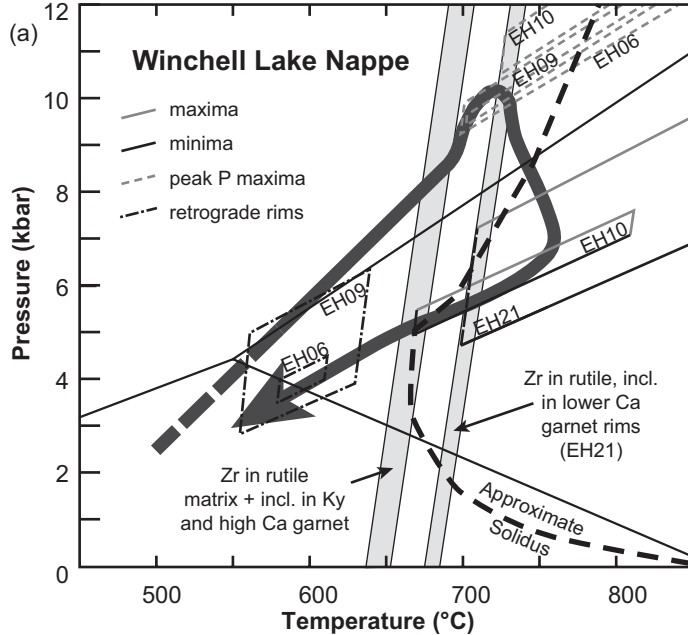 (a)
Winchell Lake Nappe
maxima
minima
peak P maxima
retrograde rims
EH10
EH09
EH06
EH10
EH21
EH09
EH06
Zr in rutile, incl.
in lower Ca
garnet rims
(EH21)
Zr in rutile
matrix + incl. in Ky
and high Ca garnet
Approximate
Solidus
Pressure (kbar)
12
10
8
6
4
2
0
500
600
700
800
Temperature (°C)